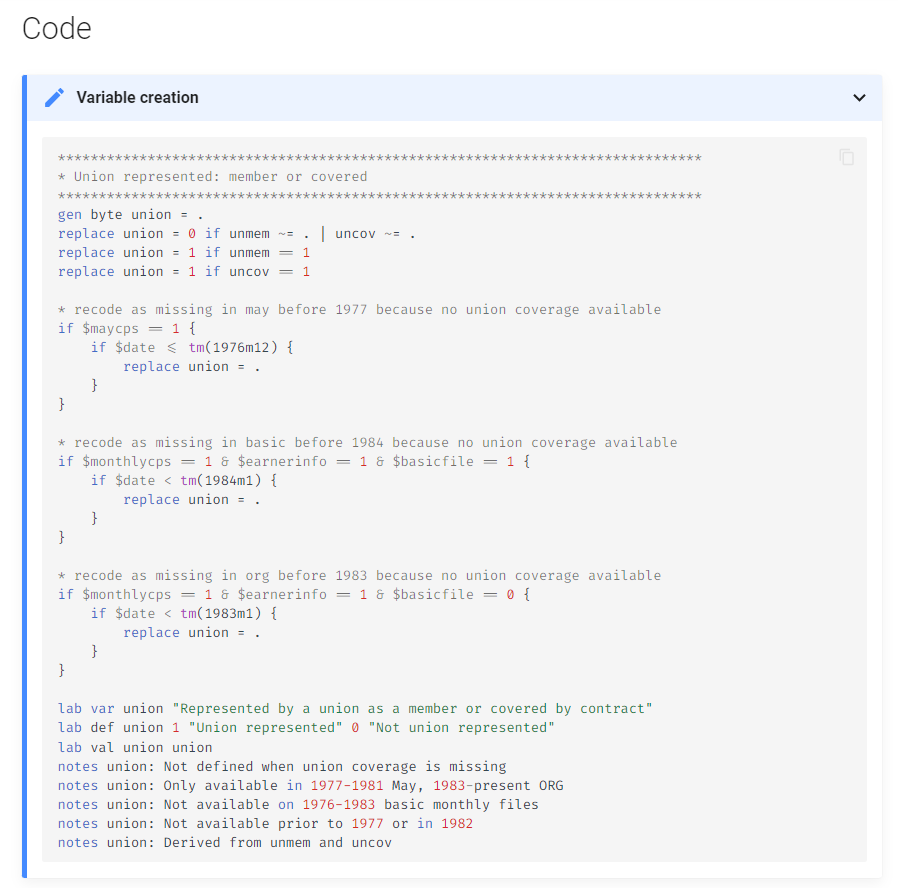 Code
Variable creation
*******************************************************************************
* Union represented: member or covered
*******************************************************************************
gen byte union = .
replace union = 0 if unmem ~= . | uncov ~= .
replace union = 1 if unmem == 1
replace union = 1 if uncov == 1
* recode as missing in may before 1977 because no union coverage available
if $maycps == 1 {
    if $date <= tm(1976m12) {
        replace union = .
    }
}
* recode as missing in basic before 1984 because no union coverage available
if $monthlycps == 1 & $earnerinfo == 1 & $basicfile == 1 {
    if $date < tm(1984m1) {
        replace union = .
    }
}
* recode as missing in org before 1983 because no union coverage available
if $monthlycps == 1 & $earnerinfo == 1 & $basicfile == 0 {
    if $date < tm(1983m1) {
        replace union = .
    }
}
lab var union "Represented by a union as a member or covered by contract"
lab def union 1 "Union represented" 0 "Not union represented"
lab val union union
notes union: Not defined when union coverage is missing
notes union: Only available in 1977-1981 May, 1983-present ORG
notes union: Not available on 1976-1983 basic monthly files
notes union: Not available prior to 1977 or in 1982
notes union: Derived from unmem and uncov